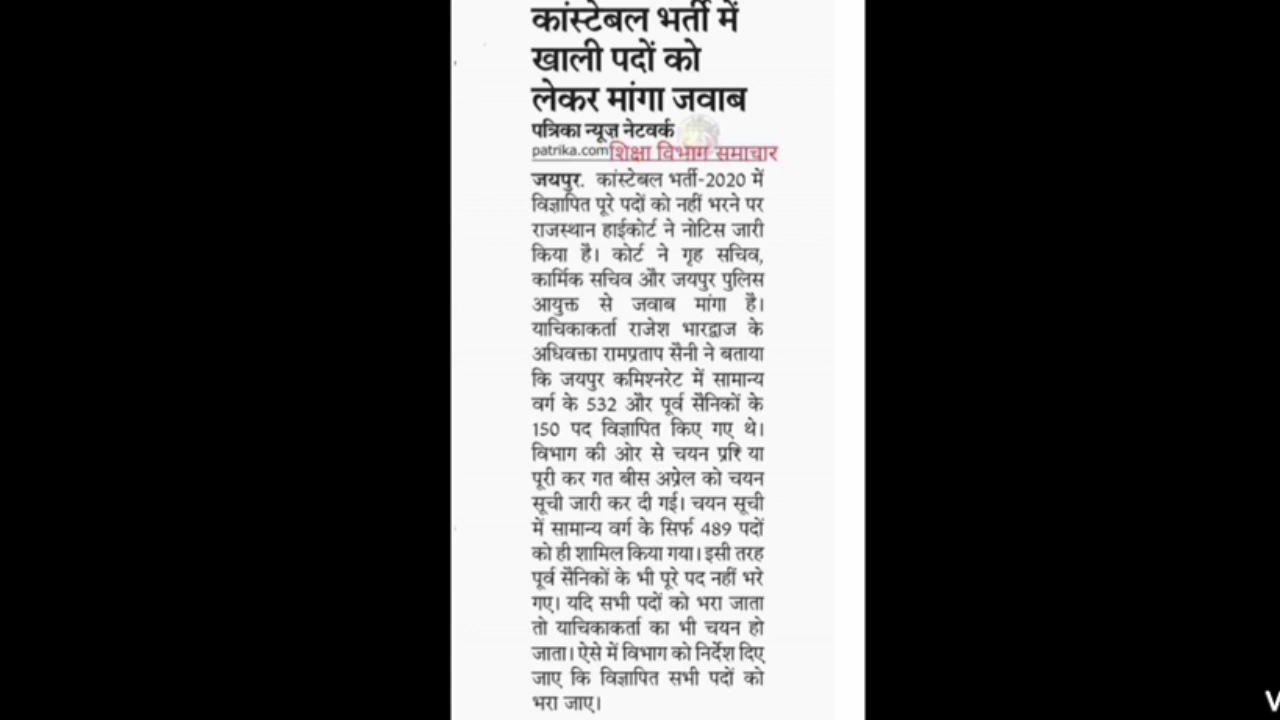 कांस्टेबल भर्ती में
खाली पदों को
लेकर मांगा जवाब
पत्रिका न्यूज़ नेटवर्क
patrika.com शिक्षा विभाग समाचार
जयपुर. कांस्टेबल भर्ती-2020 में
विज्ञापित पूरे पदों को नहीं भरने पर
राजस्थान हाईकोर्ट ने नोटिस जारी
किया है। कोर्ट ने गृह सचिव,
कार्मिक सचिव और जयपुर पुलिस
आयुक्त से जवाब मांगा है।
याचिकाकर्ता राजेश भारद्वाज के
अधिवक्ता रामप्रताप सैनी ने बताया
कि जयपुर कमिश्नरेट में सामान्य
वर्ग के 532 और पूर्व सैनिकों के
150 पद विज्ञापित किए गए थे।
विभाग की ओर से चयन
पूरी कर गत बीस अप्रेल को चयन
सूची जारी कर दी गई। चयन सूची
में सामान्य वर्ग के सिर्फ 489 पदों
को ही शामिल किया गया। इसी तरह
पूर्व सैनिकों के भी पूरे पद नहीं भरे
गए। यदि सभी पदों को भरा जाता
तो याचिकाकर्ता का भी चयन हो
जाता। ऐसे में विभाग को निर्देश दिए
जाए कि विज्ञापित सभी पदों को
भरा जाए।